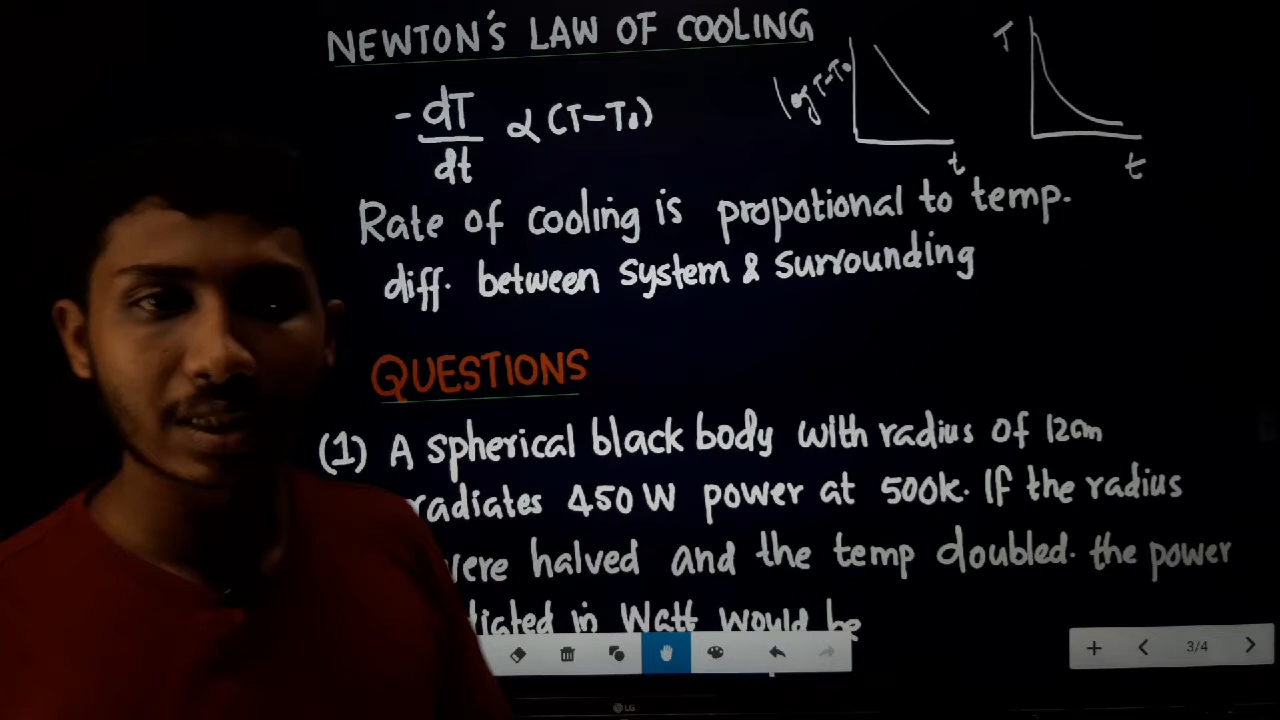 NEWTON'S LAW OF COOLING
-dT/dt ∝ (T-T₀)
log T-T₀
t
T
t
Rate of cooling is propotional to temp.
diff. between System & Surrounding
QUESTIONS
(1) A spherical black body with radius of 12cm
radiates 450W power at 500k. If the radius
were halved and the temp doubled. the power
in Watt would be
3/4
LG